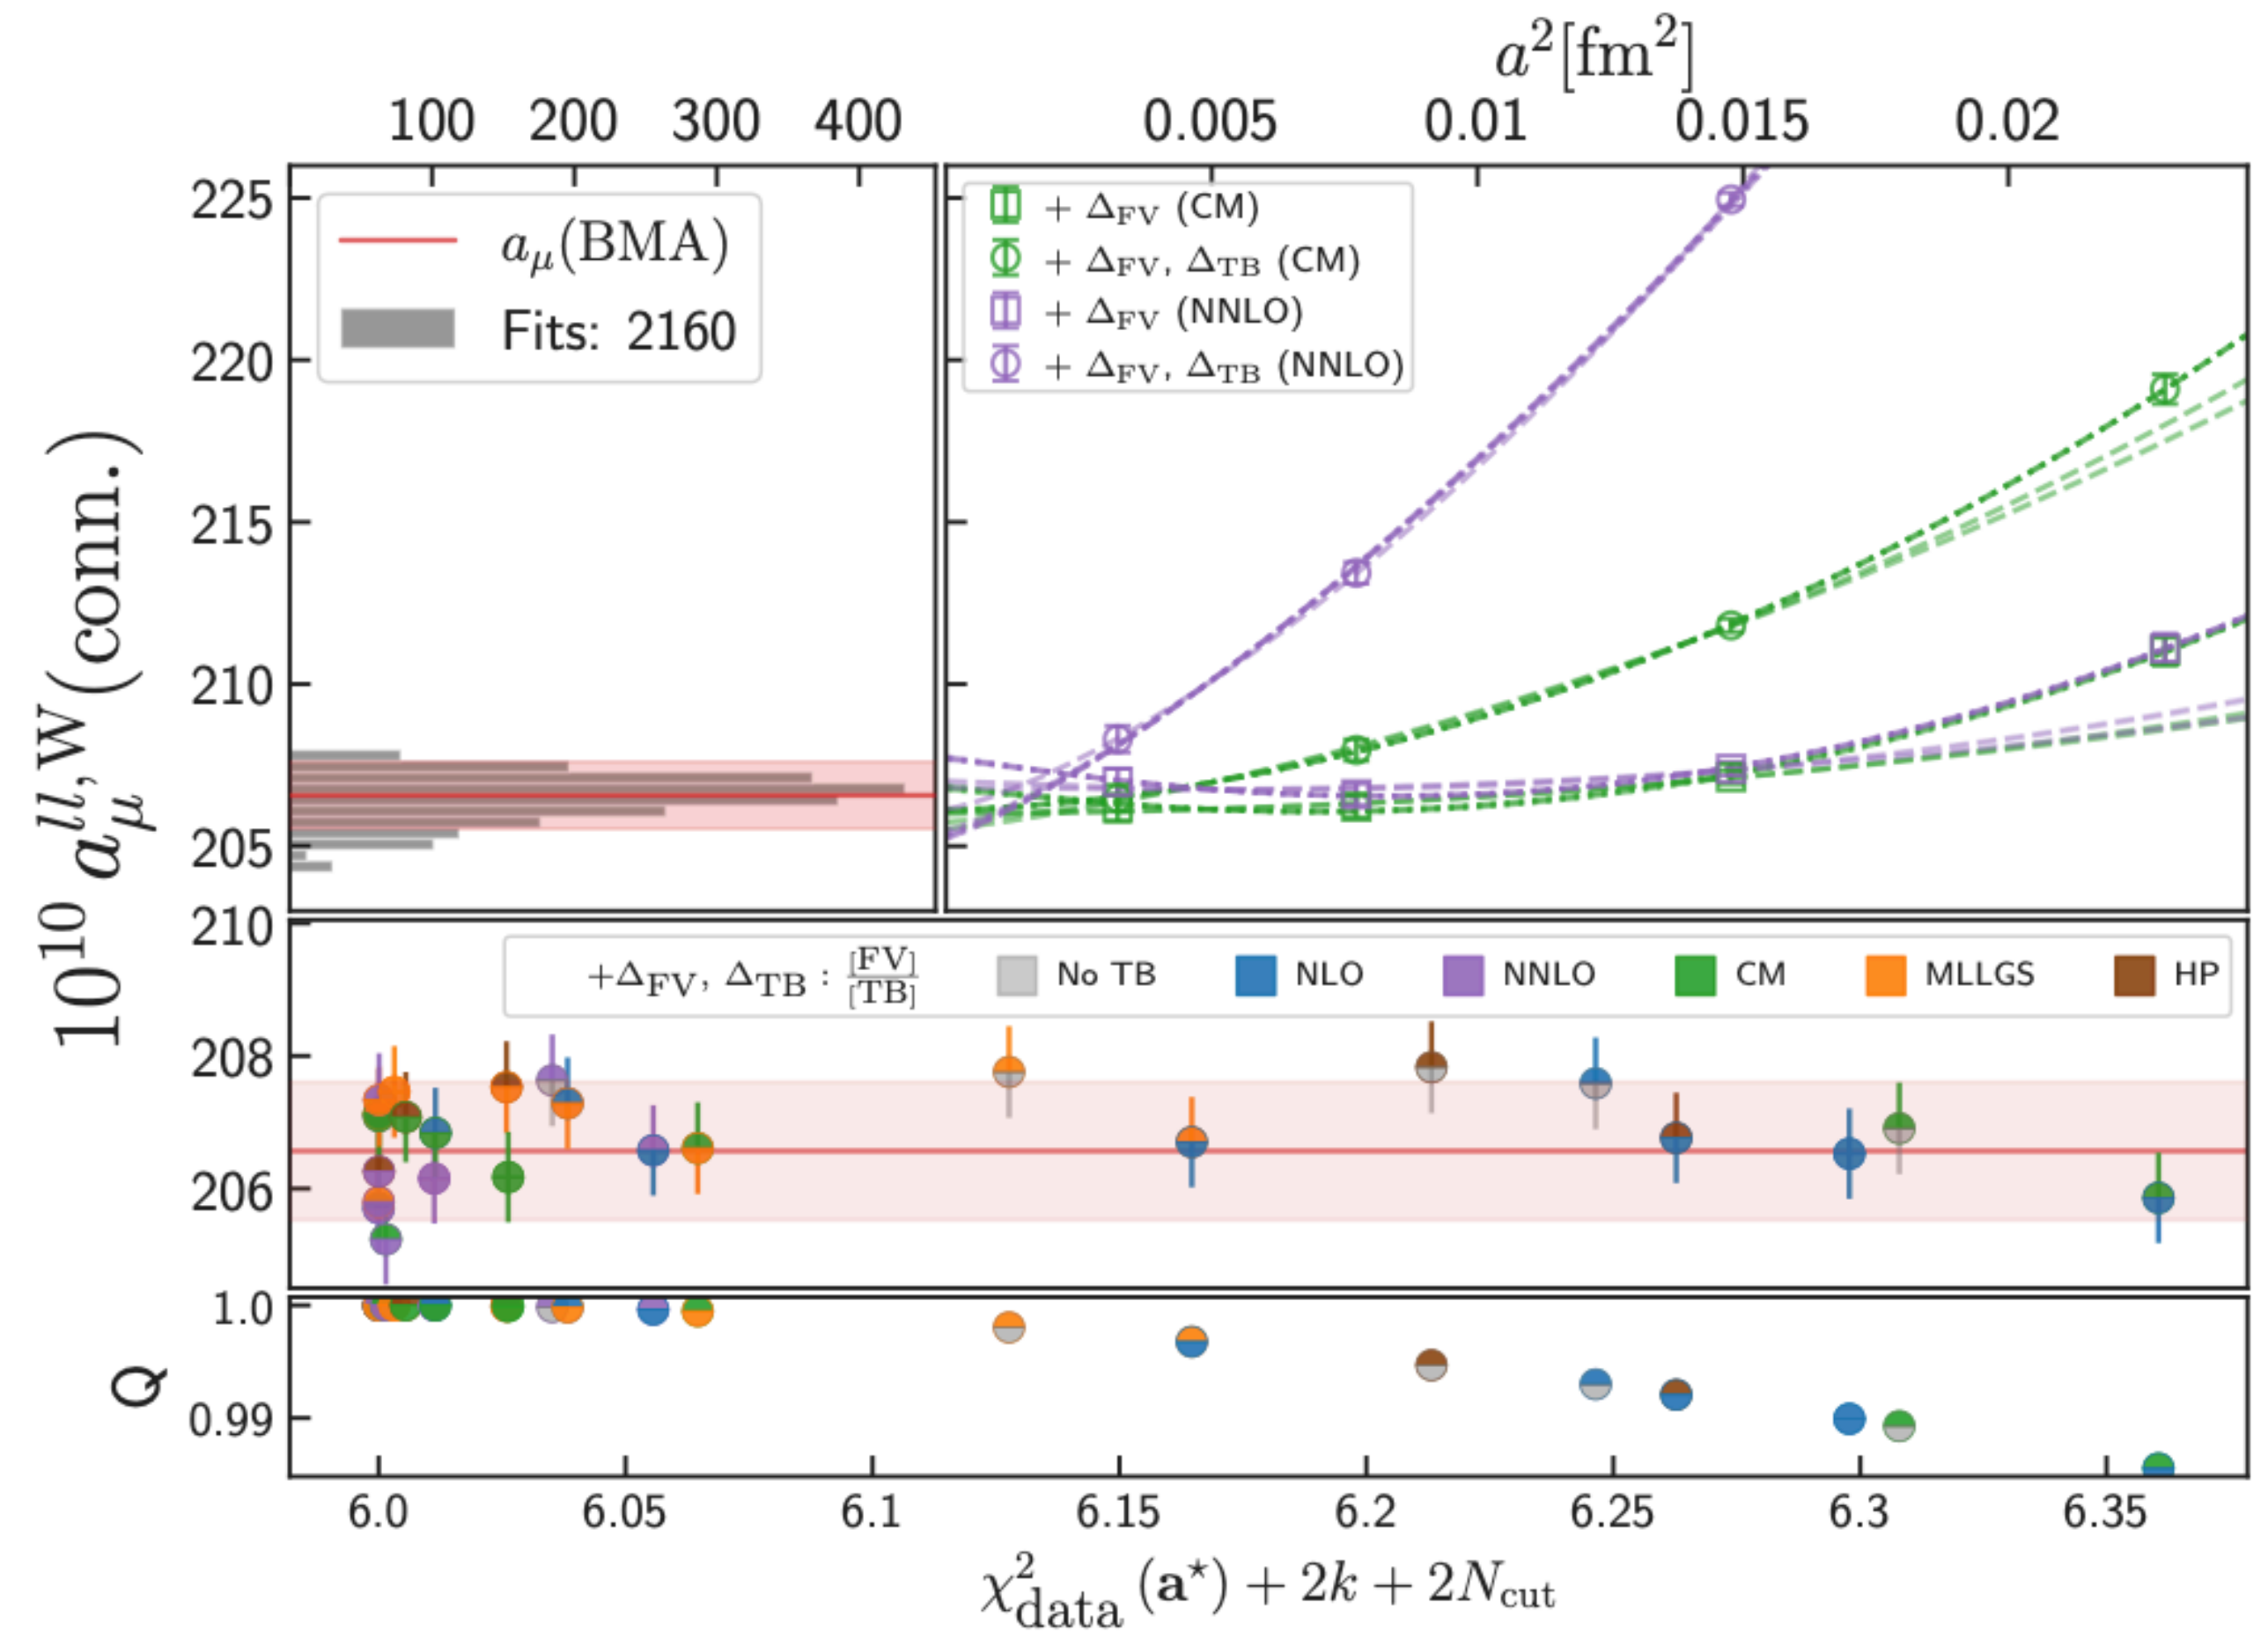 a²[fm²]
100 200 300 400 0.005 0.01 0.015 0.02
10¹⁰ a_μ^{ll,W}(conn.)
225
220
215
210
205
a_μ(BMA)
Fits: 2160
+ Δ_FV (CM)
+ Δ_FV, Δ_TB (CM)
+ Δ_FV (NNLO)
+ Δ_FV, Δ_TB (NNLO)
210
208
206
+Δ_FV, Δ_TB : [FV]/[TB] No TB NLO NNLO CM MLLGS HP
Q
1.0
0.99
6.0 6.05 6.1 6.15 6.2 6.25 6.3 6.35
χ²_data (a*) + 2k + 2N_cut